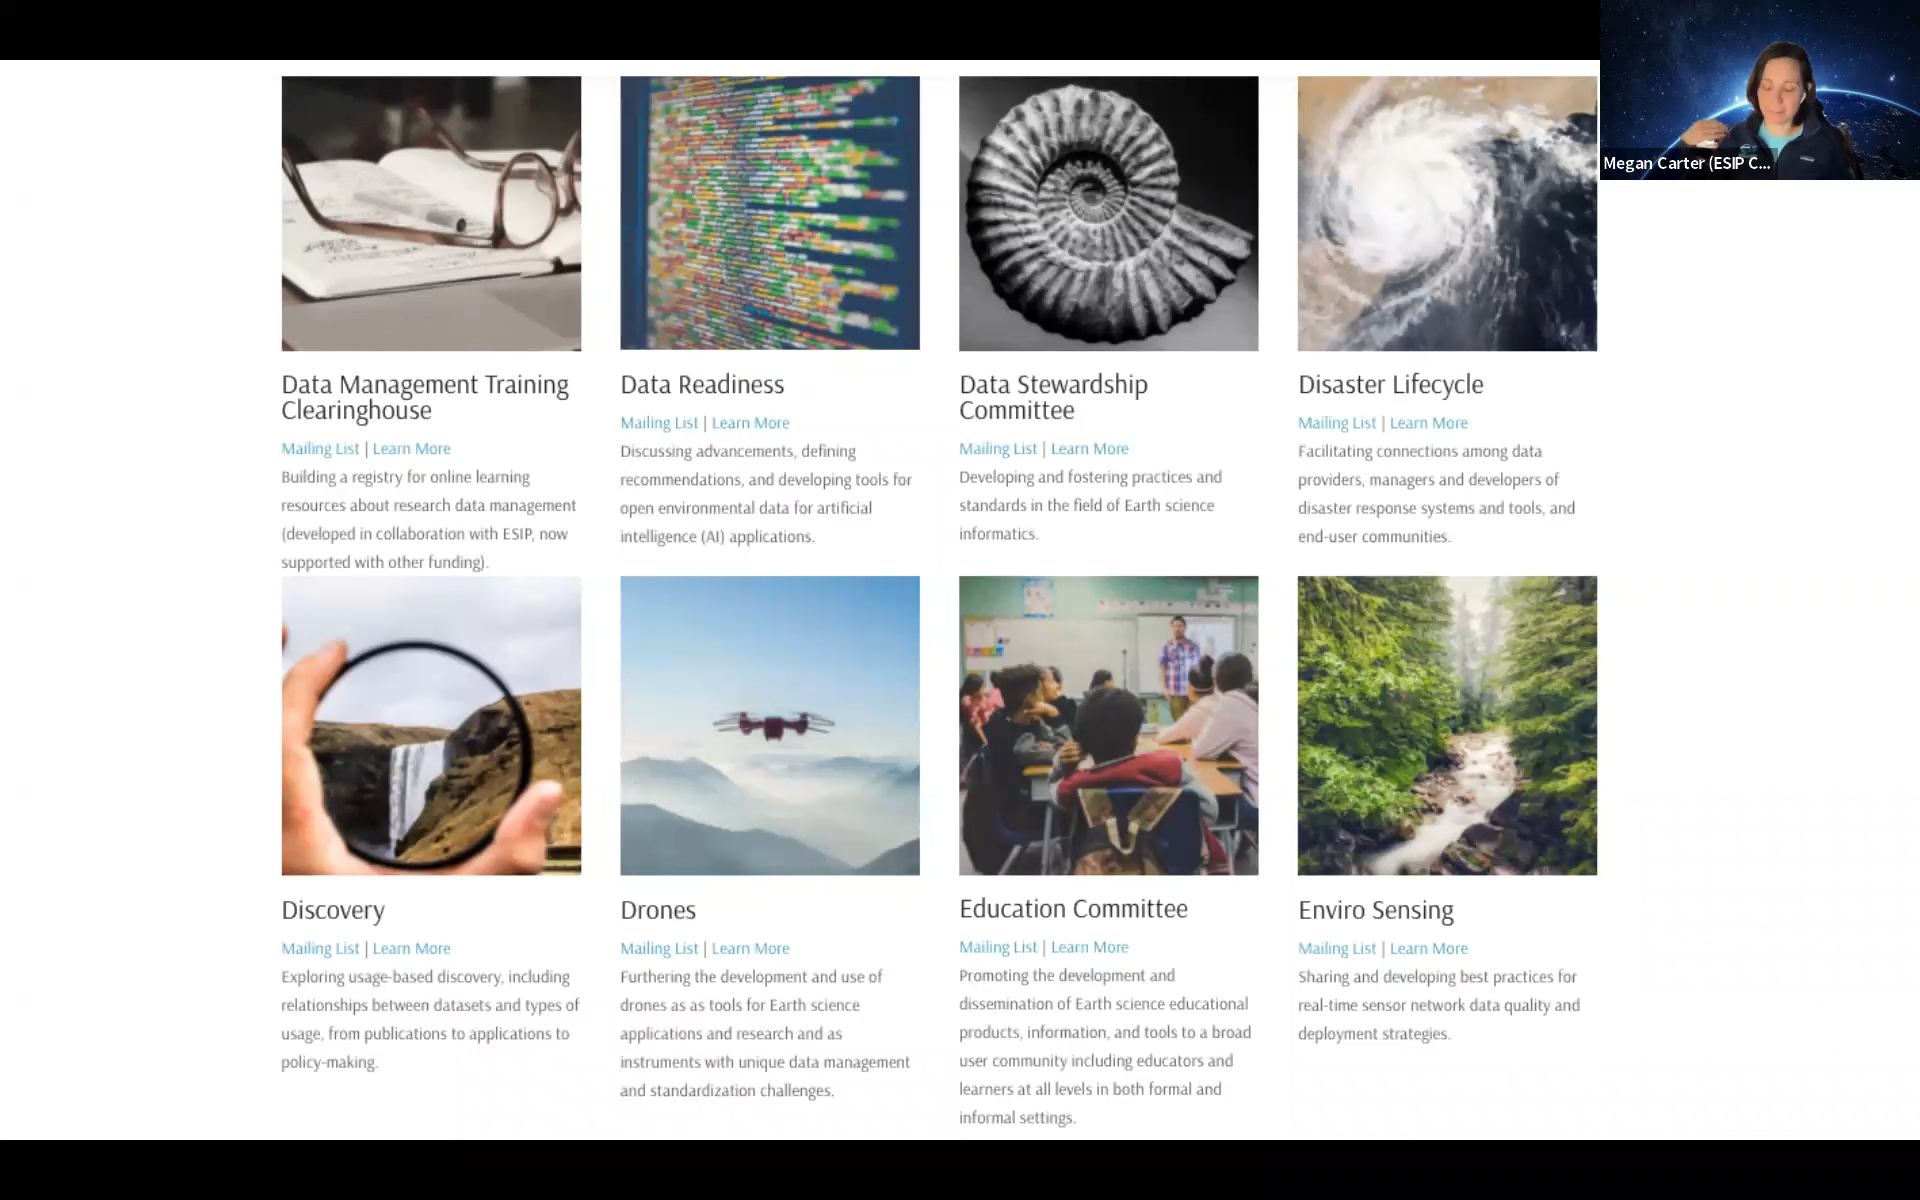 Megan Carter (ESIP C...
Data Management Training
Clearinghouse
Mailing List | Learn More
Building a registry for online learning
resources about research data management
(developed in collaboration with ESIP, now
supported with other funding).
Data Readiness
Mailing List | Learn More
Discussing advancements, defining
recommendations, and developing tools for
open environmental data for artificial
intelligence (AI) applications.
Data Stewardship
Committee
Mailing List | Learn More
Developing and fostering practices and
standards in the field of Earth science
informatics.
Disaster Lifecycle
Mailing List | Learn More
Facilitating connections among data
providers, managers and developers of
disaster response systems and tools, and
end-user communities.
Discovery
Mailing List | Learn More
Exploring usage-based discovery, including
relationships between datasets and types of
usage, from publications to applications to
policy-making.
Drones
Mailing List | Learn More
Furthering the development and use of
drones as as tools for Earth science
applications and research and as
instruments with unique data management
and standardization challenges.
Education Committee
Mailing List | Learn More
Promoting the development and
dissemination of Earth science educational
products, information, and tools to a broad
user community including educators and
learners at all levels in both formal and
informal settings.
Enviro Sensing
Mailing List | Learn More
Sharing and developing best practices for
real-time sensor network data quality and
deployment strategies.